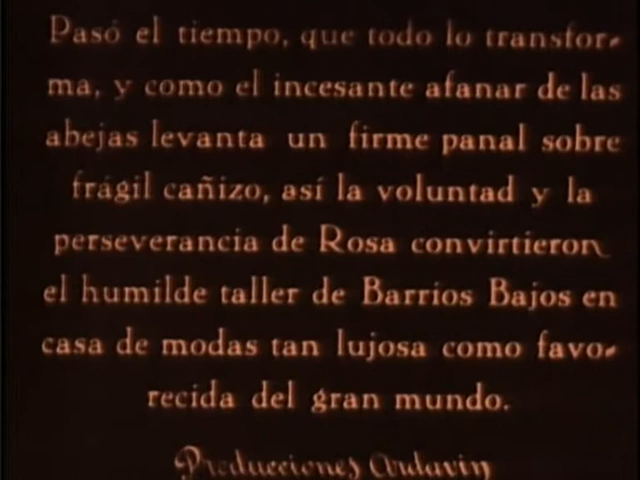 Pasó el tiempo, que todo lo transfor-
ma, y como el incesante afanar de las
abejas levanta un firme panal sobre
frágil cañizo, así la voluntad y la
perseverancia de Rosa convirtieron
el humilde taller de Barrios Bajos en
casa de modas tan lujosa como favo-
recida del gran mundo.
Producciones Ardavin